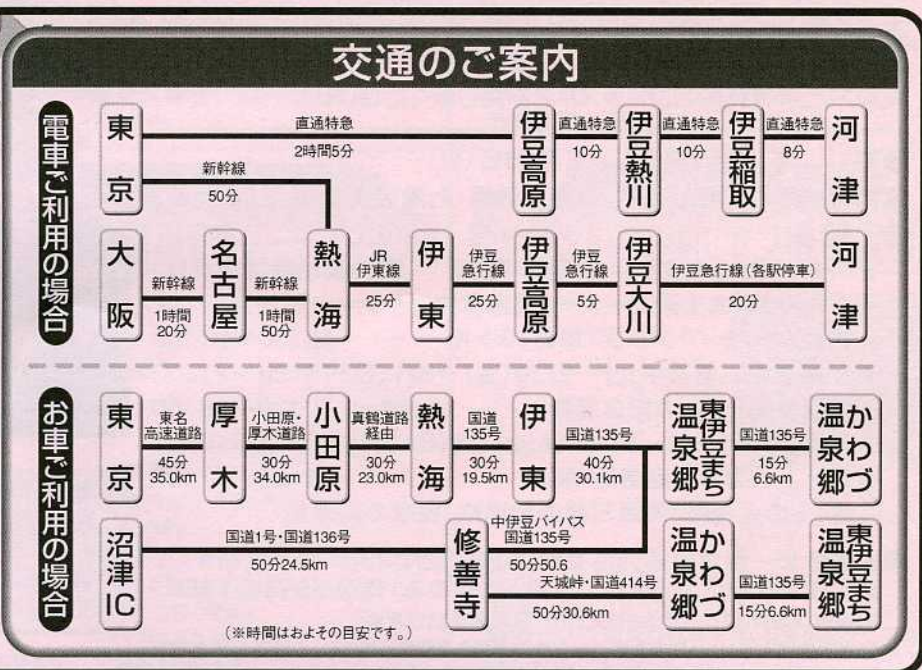 交通のご案内
電車ご利用の場合
東京
直通特急
2時間5分
伊豆高原
直通特急
10分
伊豆熱川
直通特急
10分
伊豆稲取
直通特急
8分
河津
新幹線
50分
大阪
新幹線
1時間
20分
名古屋
新幹線
1時間
50分
熱海
JR
伊東線
25分
伊東
伊豆
急行線
25分
伊豆高原
伊豆
急行線
5分
伊豆大川
伊豆急行線(各駅停車)
20分
河津
お車ご利用の場合
東京
東名
高速道路
45分
35.0km
厚木
小田原・
厚木道路
30分
34.0km
小田原
真鶴道路
経由
30分
23.0km
熱海
国道
135号
30分
19.5km
伊東
国道135号
40分
30.1km
東伊豆まち
温泉郷
国道135号
15分
6.6km
かわづ
温泉郷
沼津IC
国道1号・国道136号
50分24.5km
修善寺
中伊豆バイパス
国道135号
50分50.6
天城峠・国道414号
50分30.6km
かわづ
温泉郷
国道135号
15分6.6km
東伊豆まち
温泉郷
(※時間はおよその目安です。)